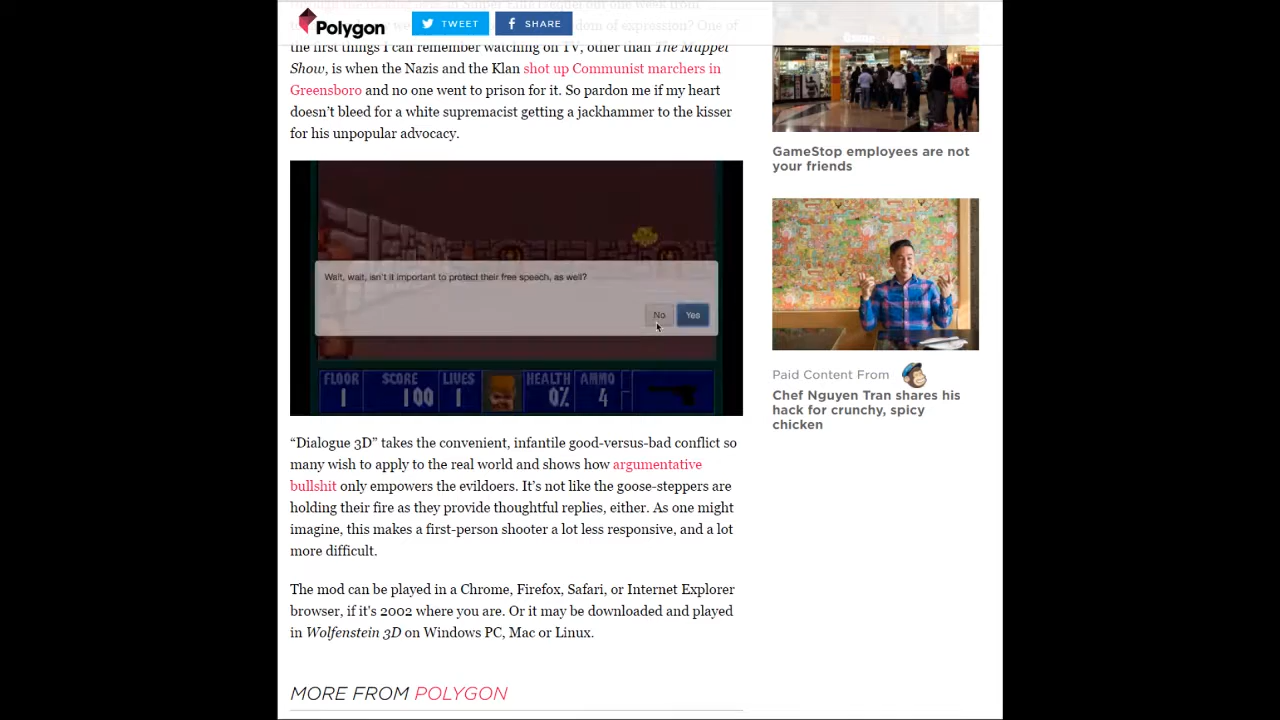 Polygon
TWEET
SHARE
the first things I can remember watching on TV, other than The Muppet
Show, is when the Nazis and the Klan shot up Communist marchers in
Greensboro and no one went to prison for it. So pardon me if my heart
doesn’t bleed for a white supremacist getting a jackhammer to the kisser
for his unpopular advocacy.
Wait, wait, isn't it important to protect their free speech, as well?
No
Yes
FLOOR
SCORE
LIVES
HEALTH
AMMO
1
100
1
0%
4
“Dialogue 3D” takes the convenient, infantile good-versus-bad conflict so
many wish to apply to the real world and shows how argumentative
bullshit only empowers the evildoers. It’s not like the goose-steppers are
holding their fire as they provide thoughtful replies, either. As one might
imagine, this makes a first-person shooter a lot less responsive, and a lot
more difficult.
The mod can be played in a Chrome, Firefox, Safari, or Internet Explorer
browser, if it's 2002 where you are. Or it may be downloaded and played
in Wolfenstein 3D on Windows PC, Mac or Linux.
MORE FROM POLYGON
GameStop employees are not
your friends
Paid Content From
Chef Nguyen Tran shares his
hack for crunchy, spicy
chicken